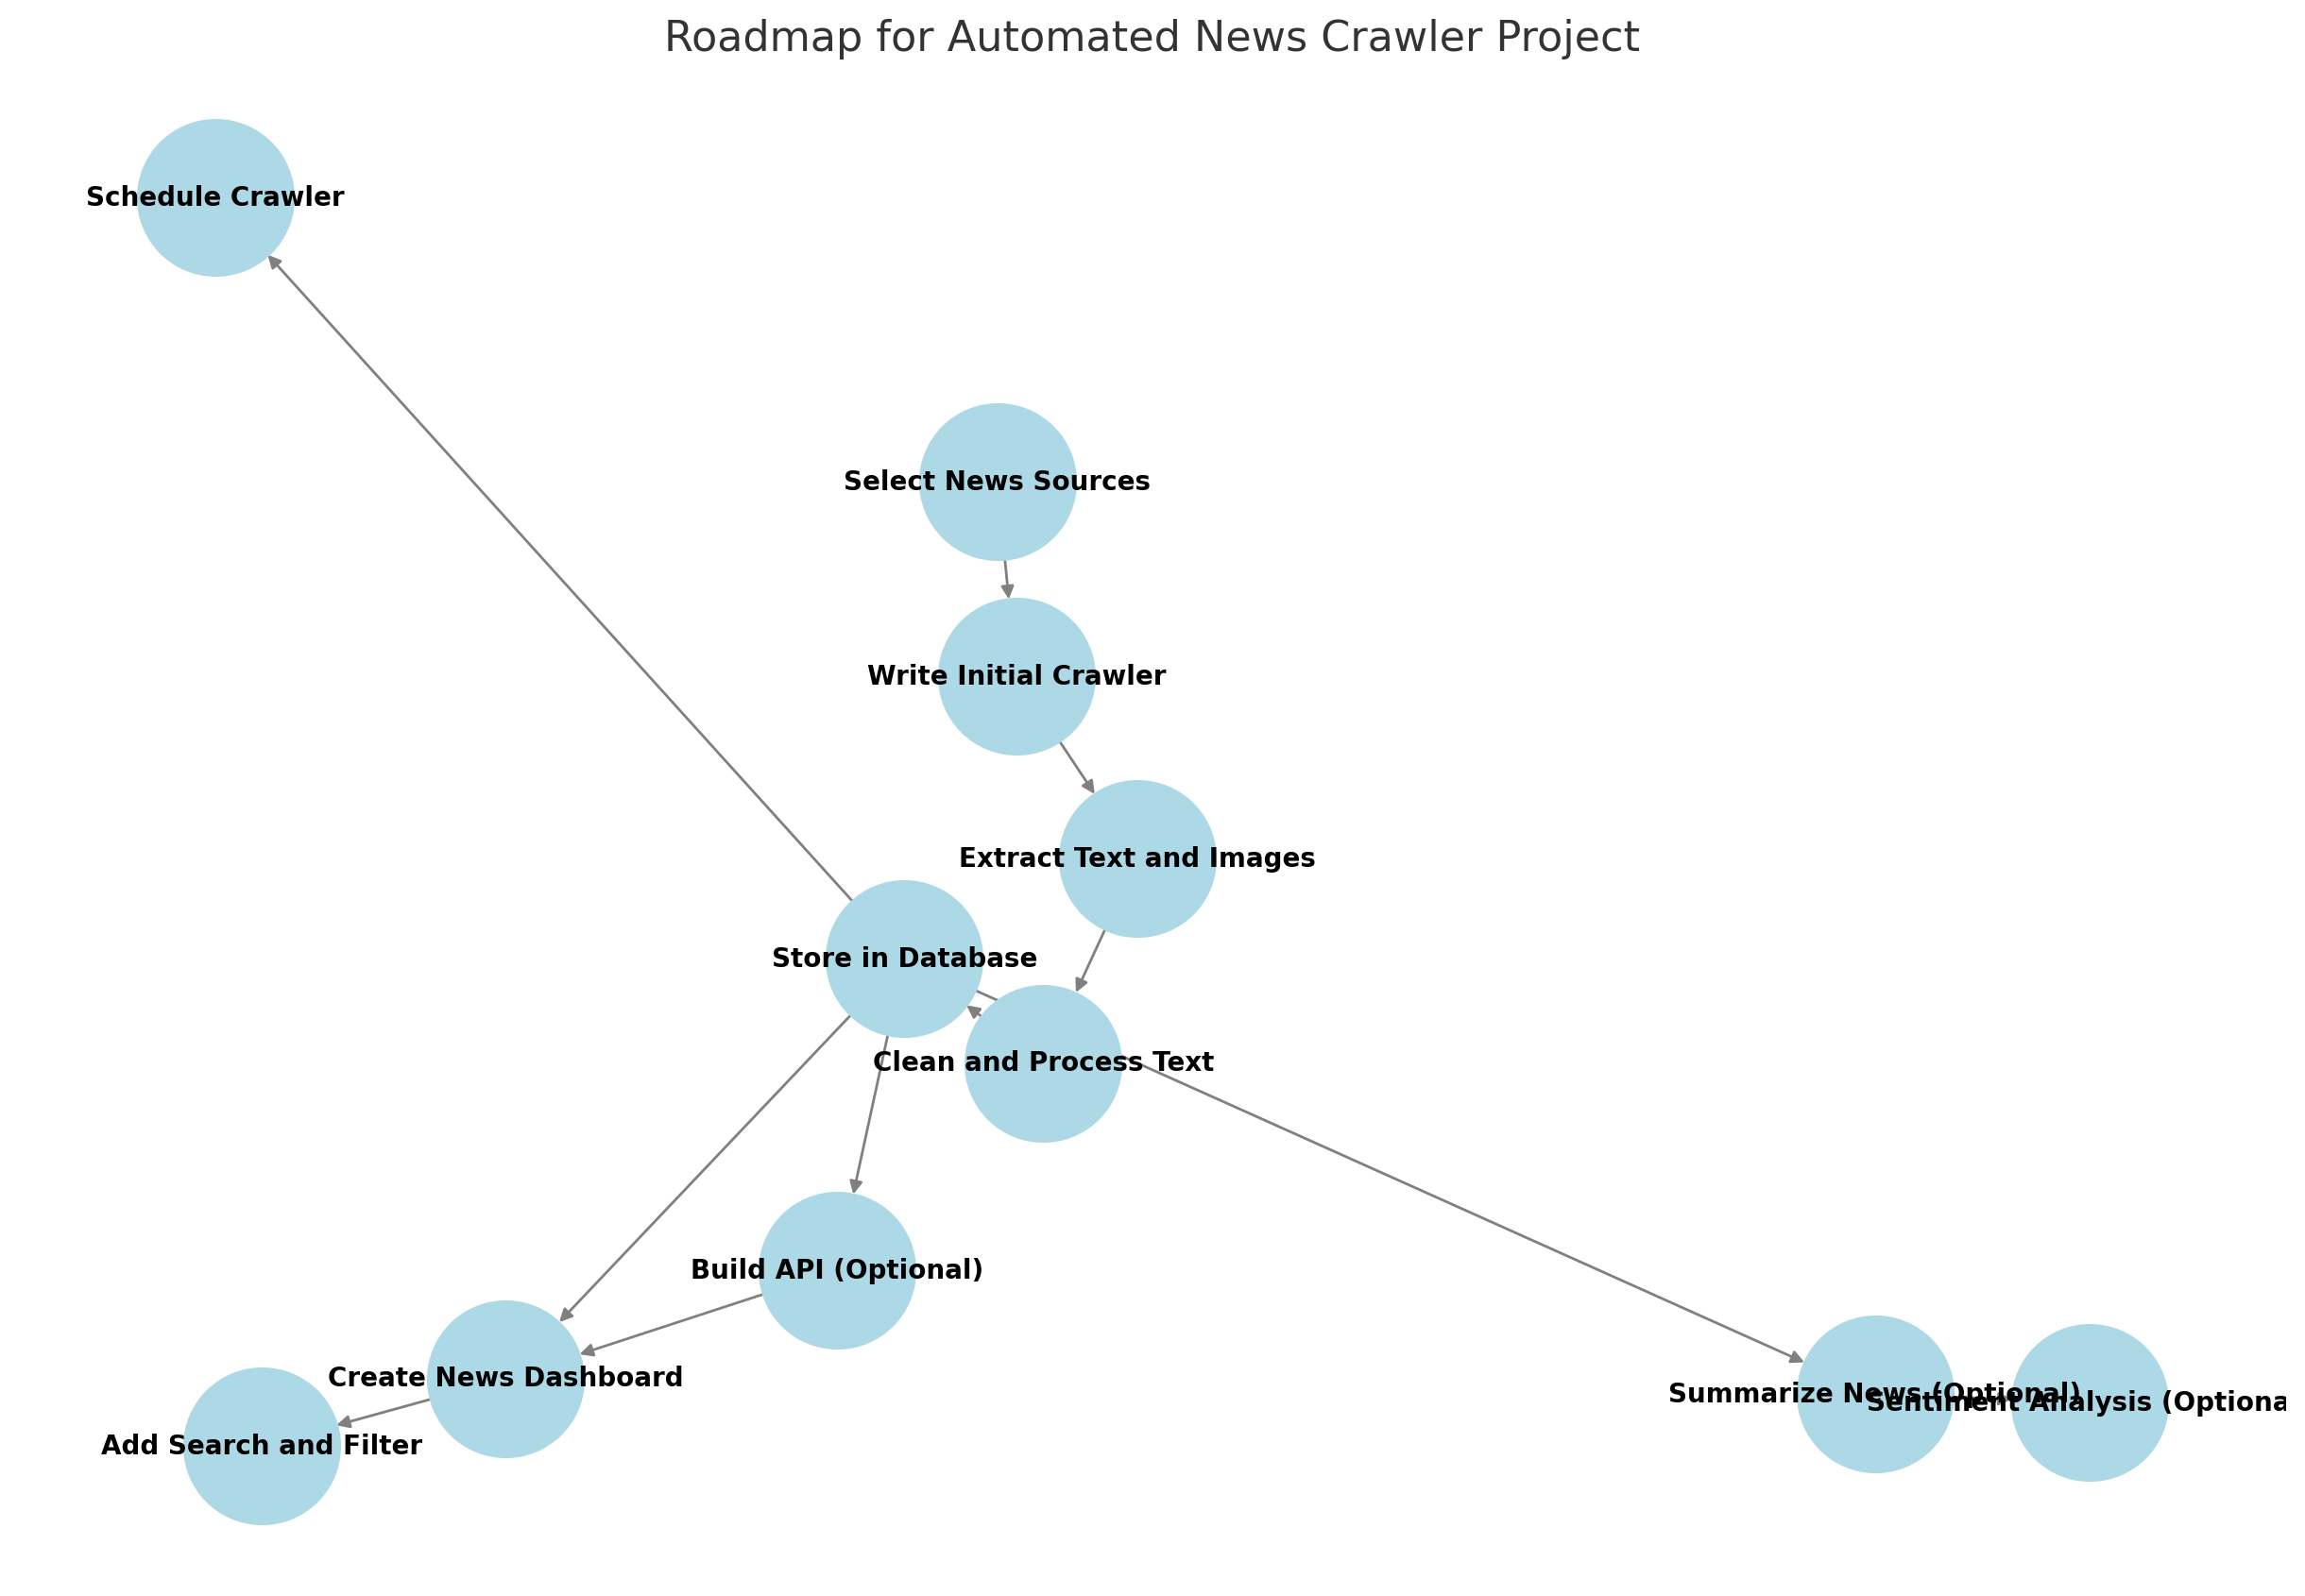 Roadmap for Automated News Crawler Project
Schedule Crawler
Select News Sources
Write Initial Crawler
Extract Text and Images
Store in Database
Clean and Process Text
Build API (Optional)
Create News Dashboard
Summarize News (Optional)
Sentiment Analysis (Optiona
Add Search and Filter